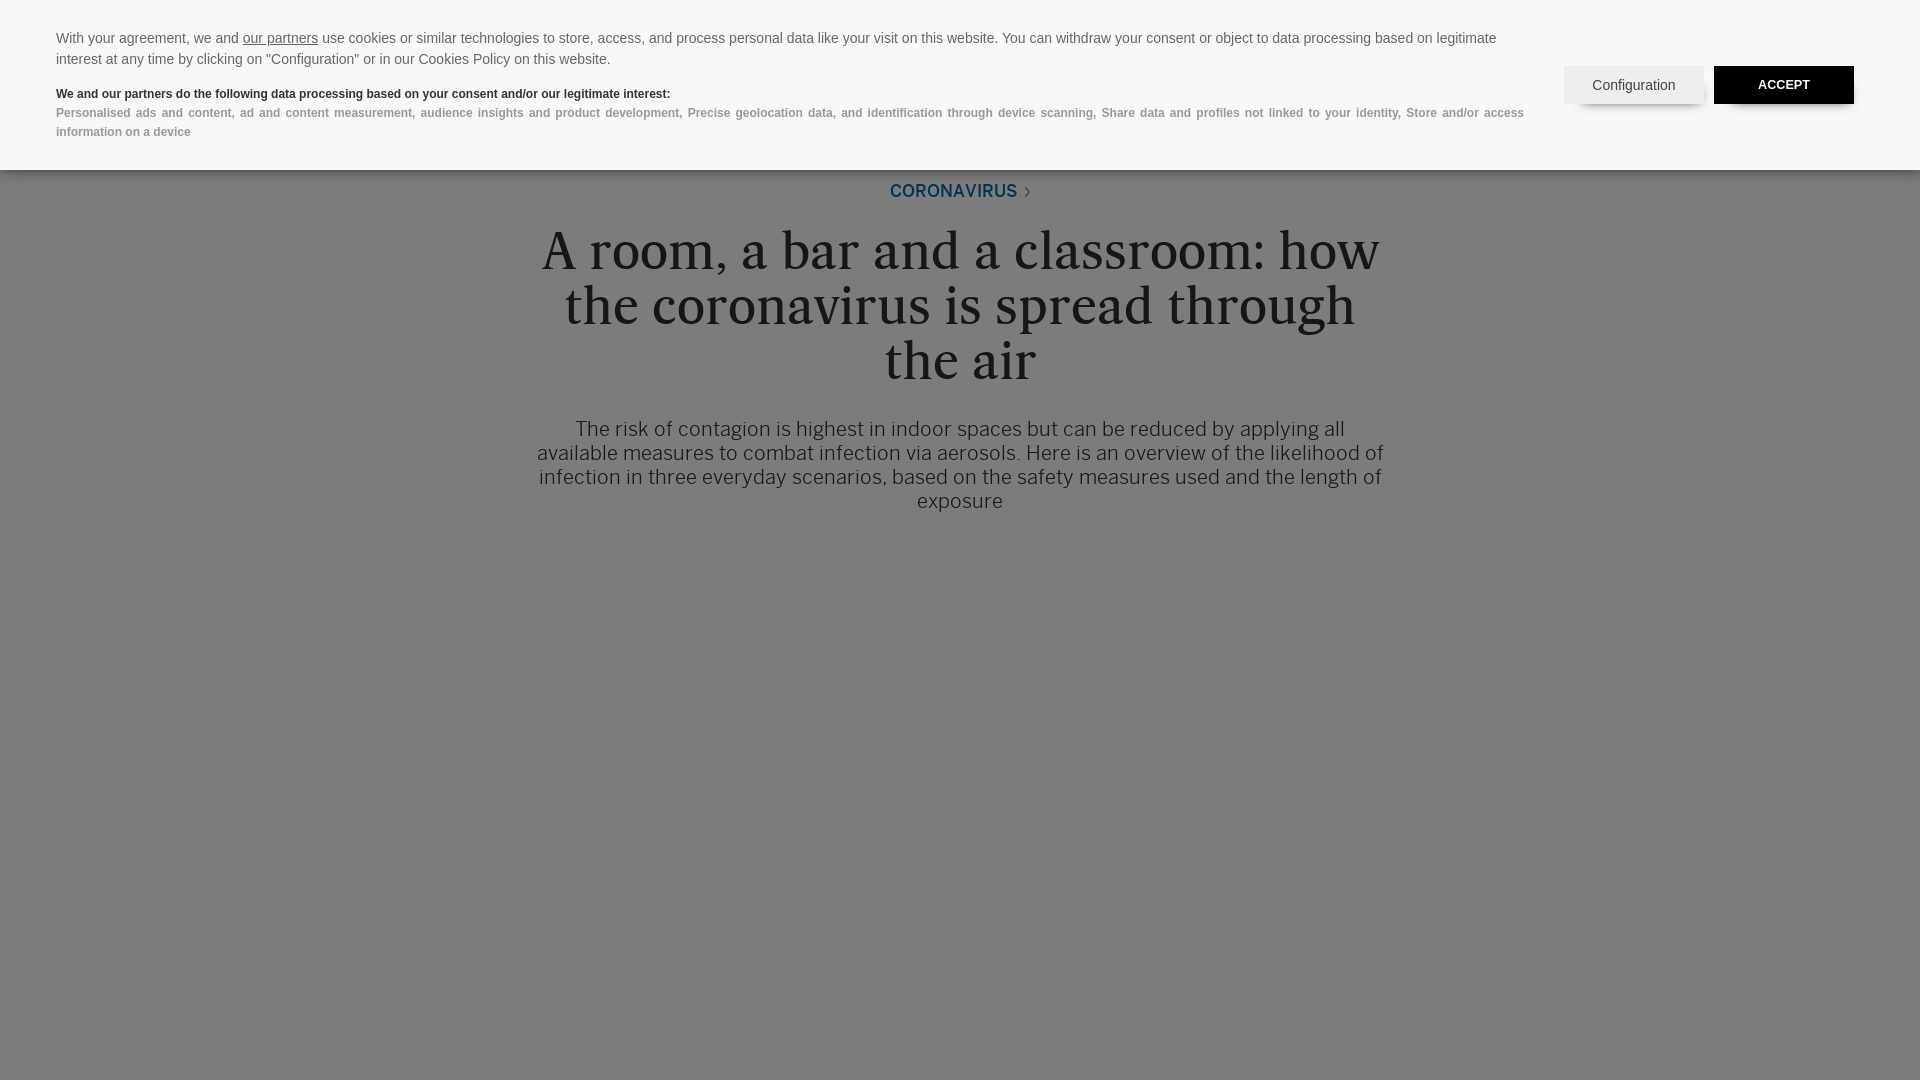 With your agreement, we and our partners use cookies or similar technologies to store, access, and process personal data like your visit on this website. You can withdraw your consent or object to data processing based on legitimate
interest at any time by clicking on "Configuration" or in our Cookies Policy on this website.
We and our partners do the following data processing based on your consent and/or our legitimate interest:
Personalised ads and content, ad and content measurement, audience insights and product development, Precise geolocation data, and identification through device scanning, Share data and profiles not linked to your identity, Store and/or access
information on a device
Configuration
ACCEPT
CORONAVIRUS
A room, a bar and a classroom: how
the coronavirus is spread through
the air
The risk of contagion is highest in indoor spaces but can be reduced by applying all
available measures to combat infection via aerosols. Here is an overview of the likelihood of
infection in three everyday scenarios, based on the safety measures used and the length of
exposure